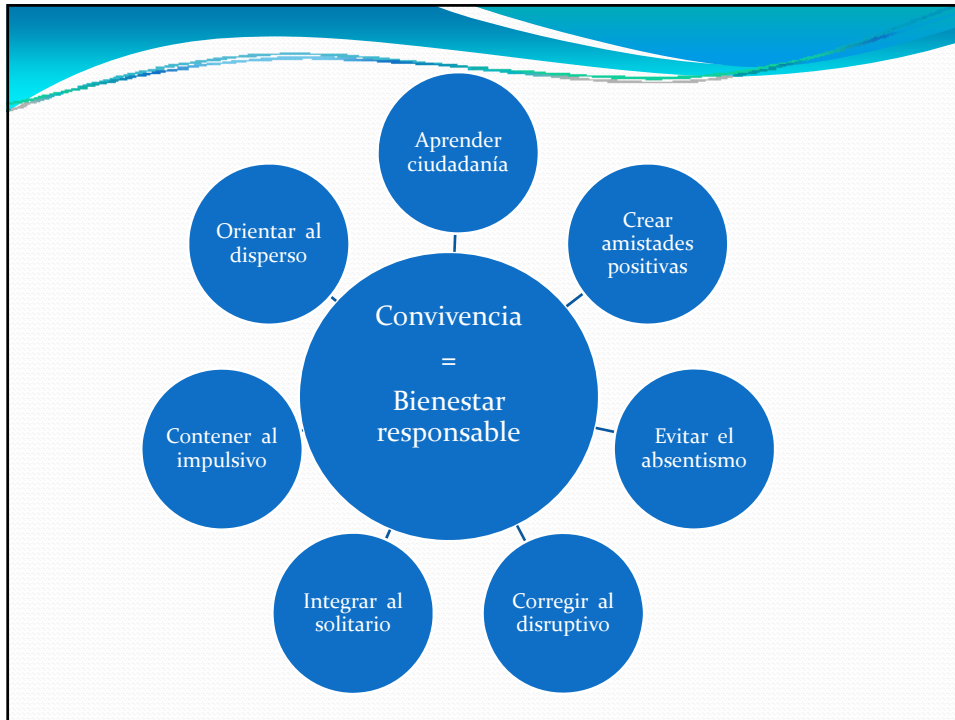 Aprender
ciudadanía
Crear
amistades
positivas
Evitar el
absentismo
Corregir al
disruptivo
Integrar al
solitario
Contener al
impulsivo
Orientar al
disperso
Convivencia
=
Bienestar
responsable